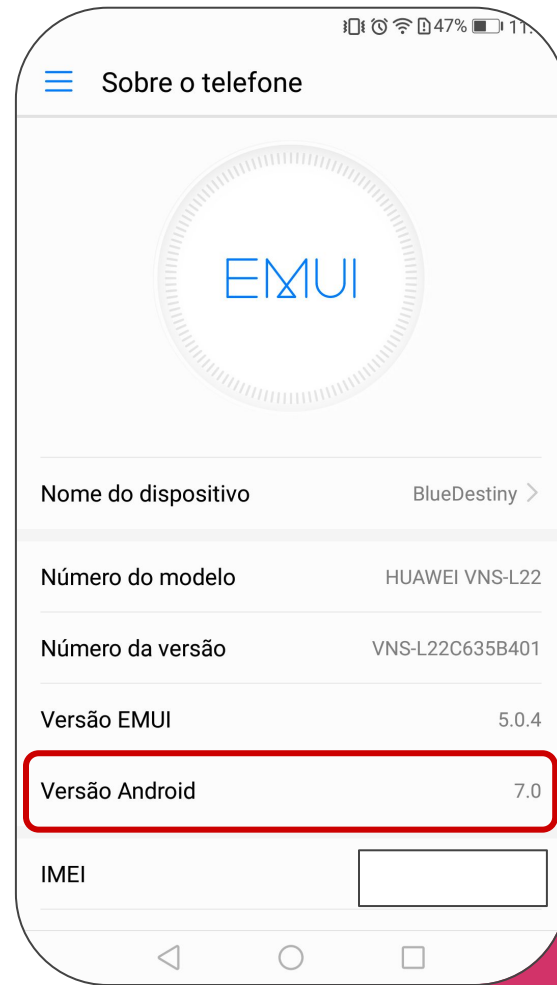 47% 11:
Sobre o telefone
EMUI
Nome do dispositivo BlueDestiny
Número do modelo HUAWEI VNS-L22
Número da versão VNS-L22C635B401
Versão EMUI 5.0.4
Versão Android 7.0
IMEI